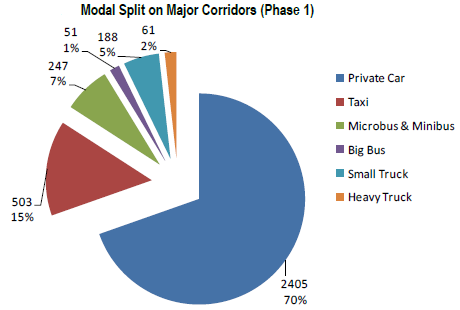 Modal Split on Major Corridors (Phase 1)
51
1%
188
5%
61
2%
247
7%
503
15%
2405
70%
Private Car
Taxi
Microbus & Minibus
Big Bus
Small Truck
Heavy Truck